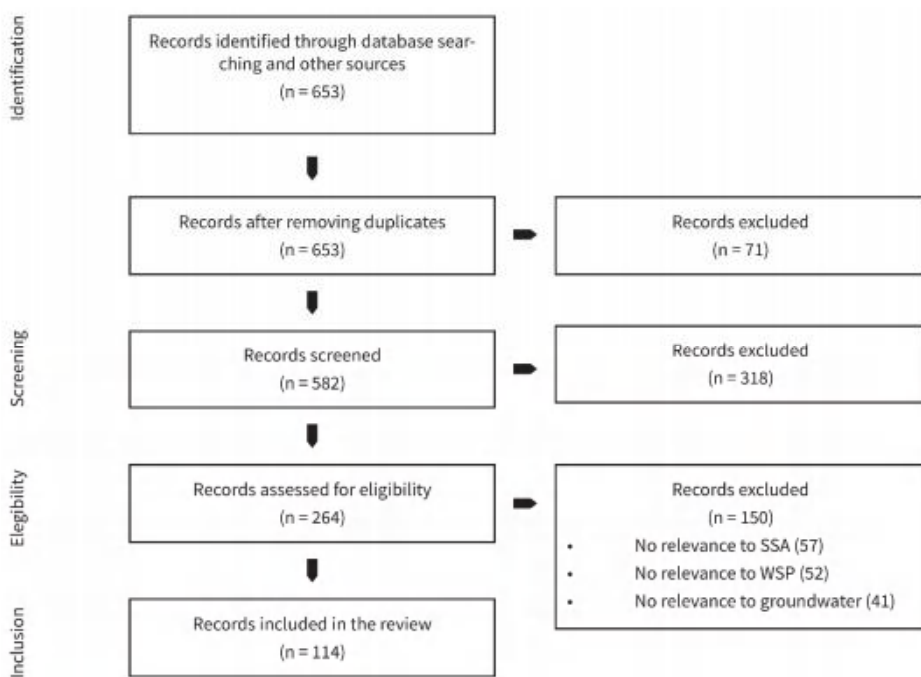 Identification
Records identified through database sear-
ching and other sources
(n = 653)
Records after removing duplicates
(n = 653)
Records excluded
(n = 71)
Screening
Records screened
(n = 582)
Records excluded
(n = 318)
Elegibility
Records assessed for eligibility
(n = 264)
Records excluded
(n = 150)
• No relevance to SSA (57)
• No relevance to WSP (52)
• No relevance to groundwater (41)
Inclusion
Records included in the review
(n = 114)